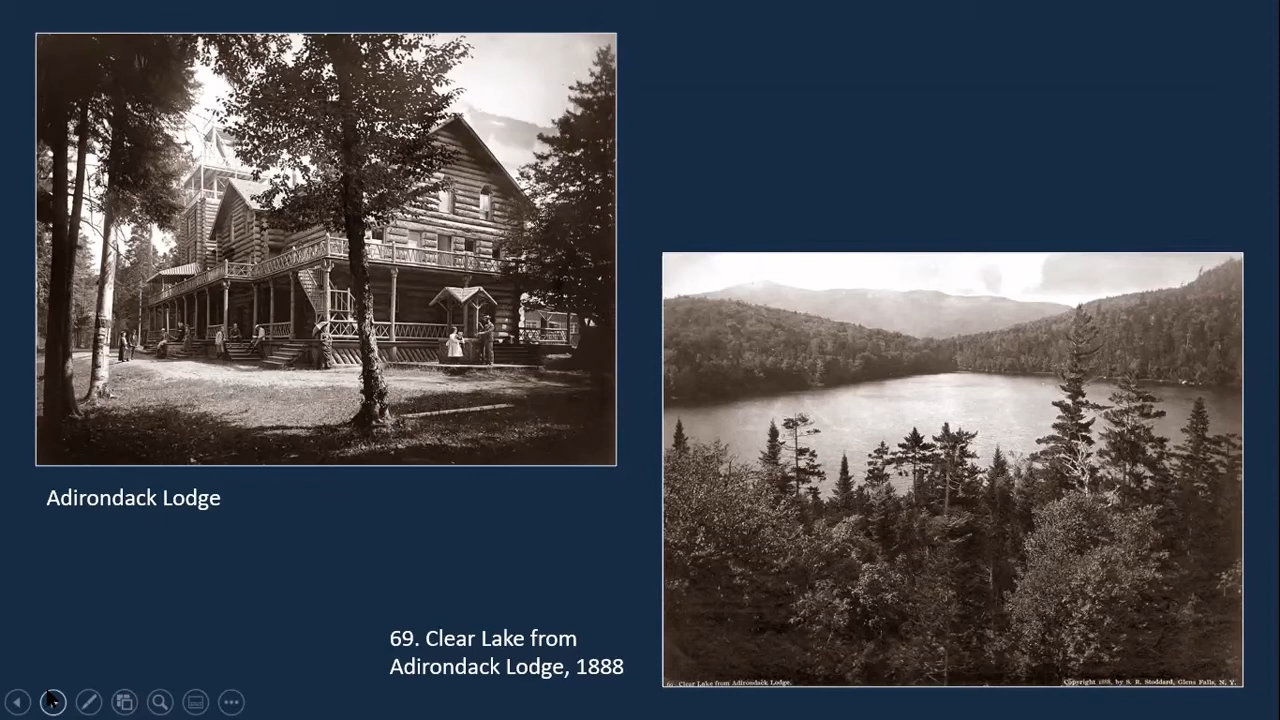 Adirondack Lodge
69. Clear Lake from
Adirondack Lodge, 1888
Clear Lake from Adirondack Lodge.
Copyright 1888, by S. R. Stoddard, Glens Falls, N. Y.